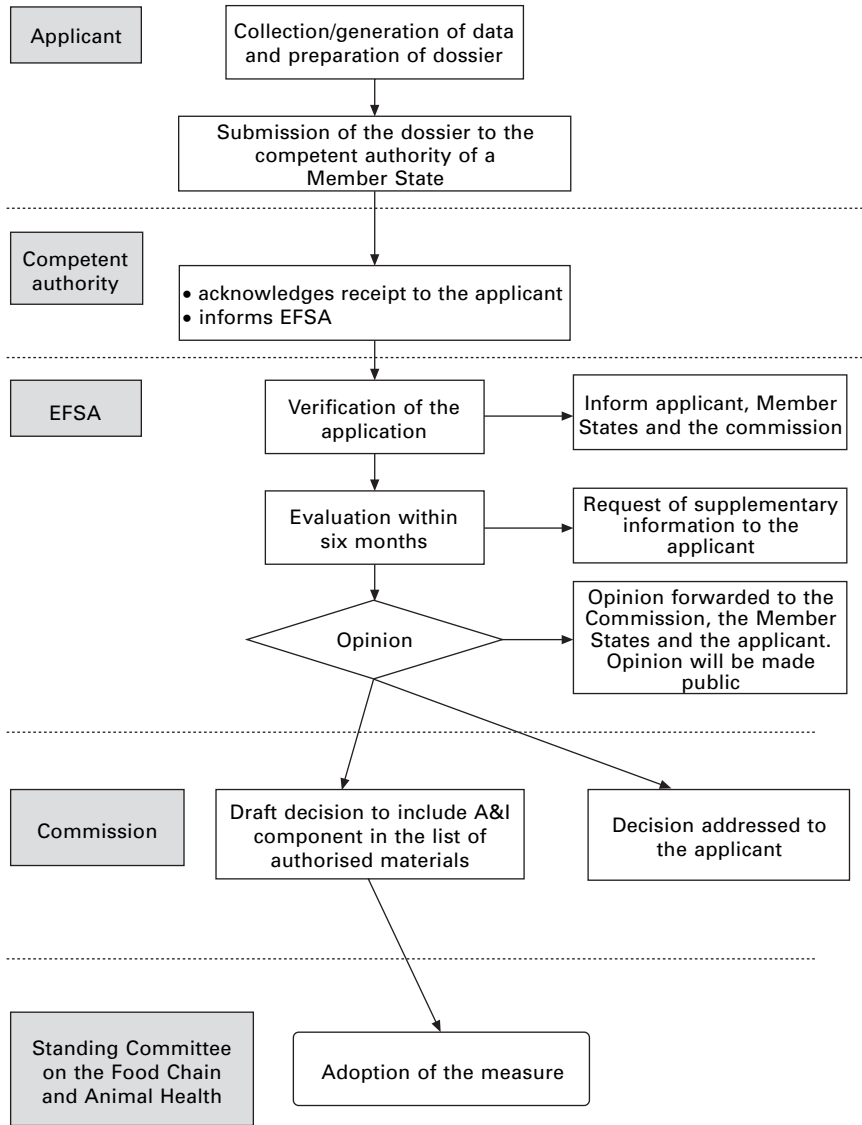 Applicant
Collection/generation of data
and preparation of dossier
Submission of the dossier to the
competent authority of a
Member State
Competent
authority
• acknowledges receipt to the applicant
• informs EFSA
EFSA
Verification of the
application
Inform applicant, Member
States and the commission
Evaluation within
six months
Request of supplementary
information to the
applicant
Opinion
Opinion forwarded to the
Commission, the Member
States and the applicant.
Opinion will be made
public
Commission
Draft decision to include A&I
component in the list of
authorised materials
Decision addressed to
the applicant
Standing Committee
on the Food Chain
and Animal Health
Adoption of the measure